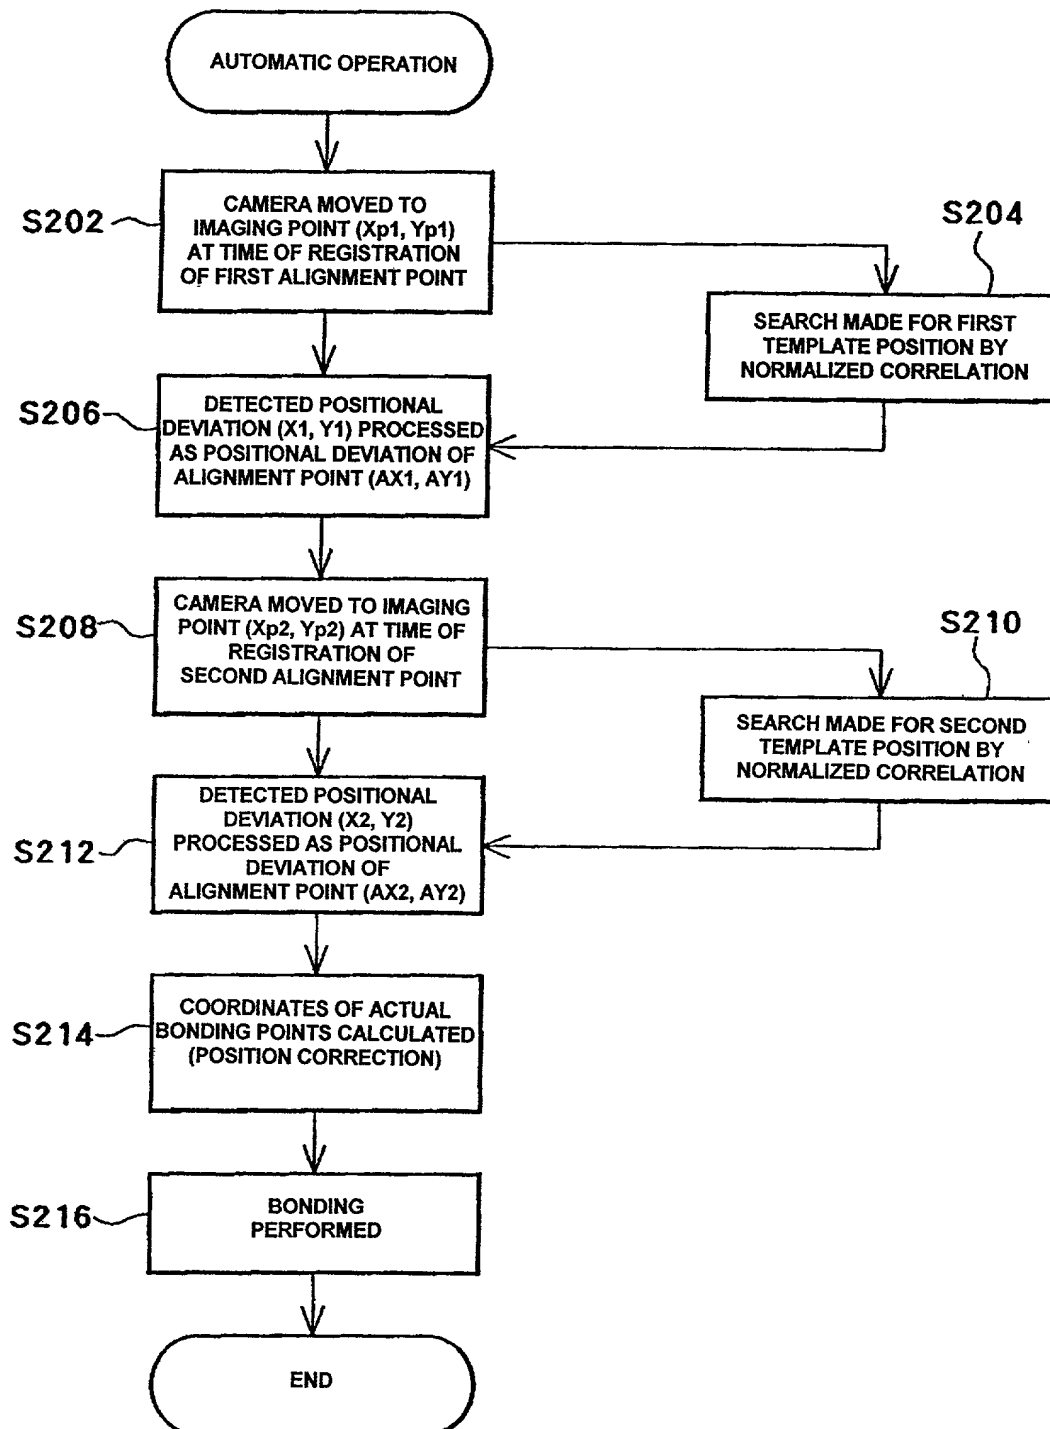 AUTOMATIC OPERATION
S202
CAMERA MOVED TO
IMAGING POINT (Xp1, Yp1)
AT TIME OF REGISTRATION
OF FIRST ALIGNMENT POINT
S204
SEARCH MADE FOR FIRST
TEMPLATE POSITION BY
NORMALIZED CORRELATION
S206
DETECTED POSITIONAL
DEVIATION (X1, Y1) PROCESSED
AS POSITIONAL DEVIATION OF
ALIGNMENT POINT (AX1, AY1)
S208
CAMERA MOVED TO IMAGING
POINT (Xp2, Yp2) AT TIME OF
REGISTRATION OF
SECOND ALIGNMENT POINT
S210
SEARCH MADE FOR SECOND
TEMPLATE POSITION BY
NORMALIZED CORRELATION
S212
DETECTED POSITIONAL
DEVIATION (X2, Y2)
PROCESSED AS POSITIONAL
DEVIATION OF
ALIGNMENT POINT (AX2, AY2)
S214
COORDINATES OF ACTUAL
BONDING POINTS CALCULATED
(POSITION CORRECTION)
S216
BONDING
PERFORMED
END